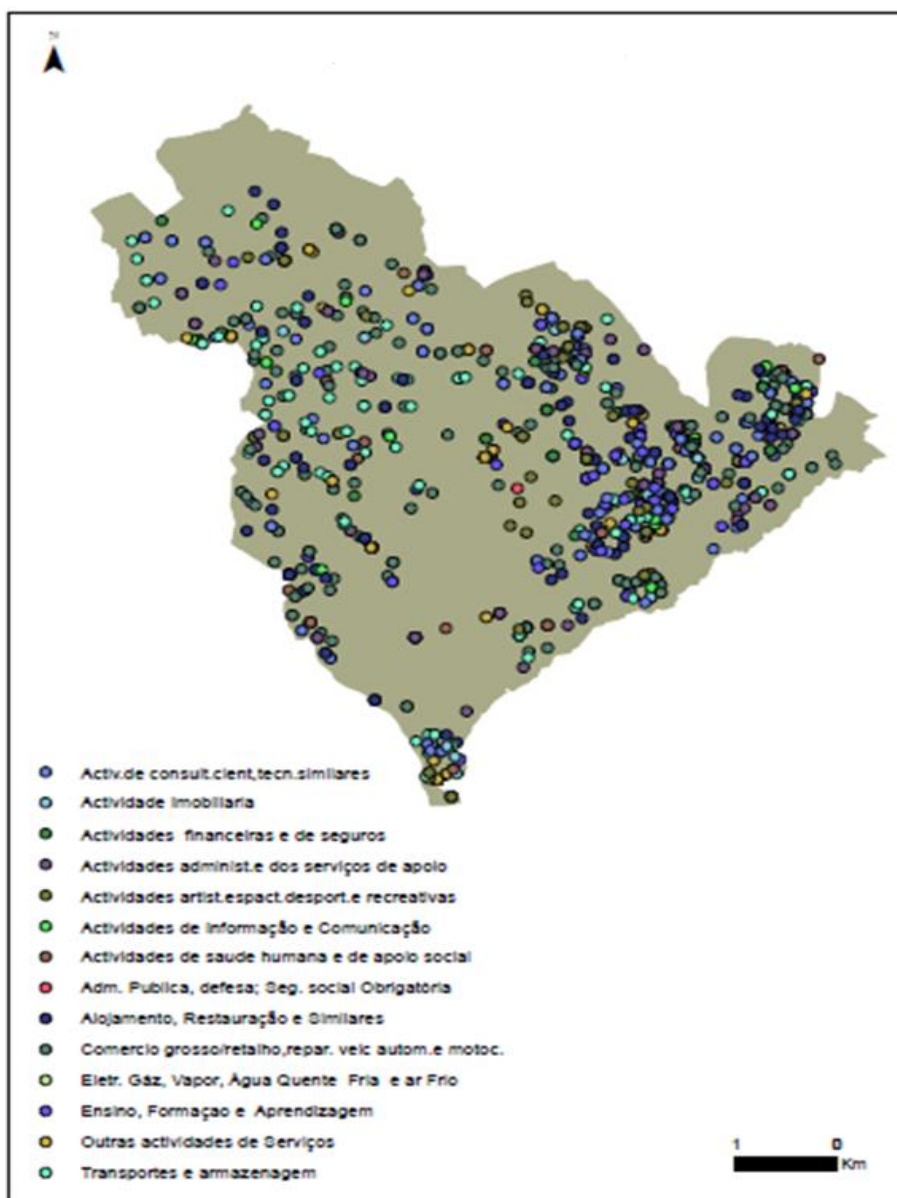 Activ.de consult.cient,tecn.similares
Actividade imobiliaria
Actividades financeiras e de seguros
Actividades administ.e dos serviços de apoio
Actividades artist.espact.desport.e recreativas
Actividades de Informação e Comunicação
Actividades de saude humana e de apoio social
Adm. Publica, defesa; Seg. social Obrigatória
Alojamento, Restauração e Similares
Comercio grosso/retalho,repar. veic autom.e motoc.
Eletr. Gáz, Vapor, Água Quente Fria e ar Frio
Ensino, Formaçao e Aprendizagem
Outras actividades de Serviços
Transportes e armazenagem
1 0
Km